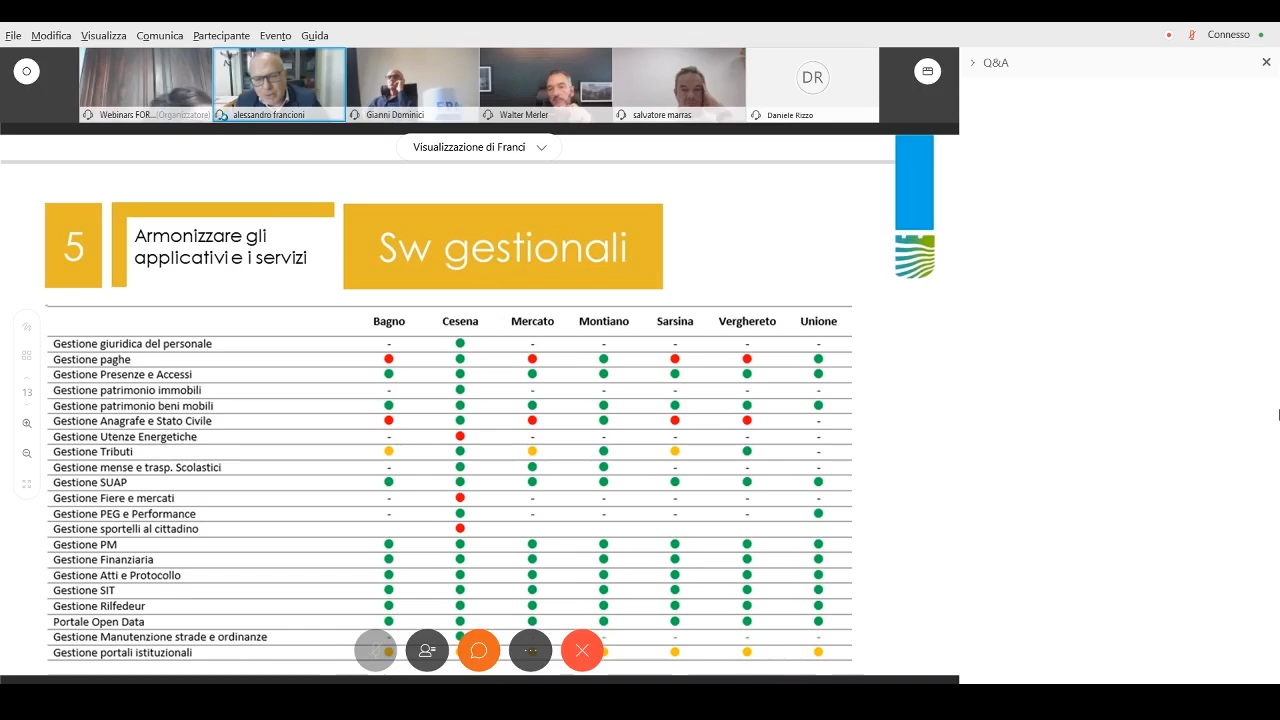 File Modifica Visualizza Comunica Partecipante Evento Guida
Connesso
Q&A
Webinars FOR... (Organizzatore)
alessandro francioni
Gianni Dominici
Walter Merler
salvatore marras
DR
Daniele Rizzo
Visualizzazione di Franci
5
Armonizzare gli
applicativi e i servizi
Sw gestionali
13
Bagno Cesena Mercato Montiano Sarsina Verghereto Unione
Gestione giuridica del personale - - - - - -
Gestione paghe
Gestione Presenze e Accessi
Gestione patrimonio immobili - - - - - -
Gestione patrimonio beni mobili
Gestione Anagrafe e Stato Civile -
Gestione Utenze Energetiche - - - - - -
Gestione Tributi -
Gestione mense e trasp. Scolastici - - - -
Gestione SUAP
Gestione Fiere e mercati - - - - - -
Gestione PEG e Performance - - - - -
Gestione sportelli al cittadino
Gestione PM
Gestione Finanziaria
Gestione Atti e Protocollo
Gestione SIT
Gestione Rilfedeur
Portale Open Data
Gestione Manutenzione strade e ordinanze - - - - - -
Gestione portali istituzionali